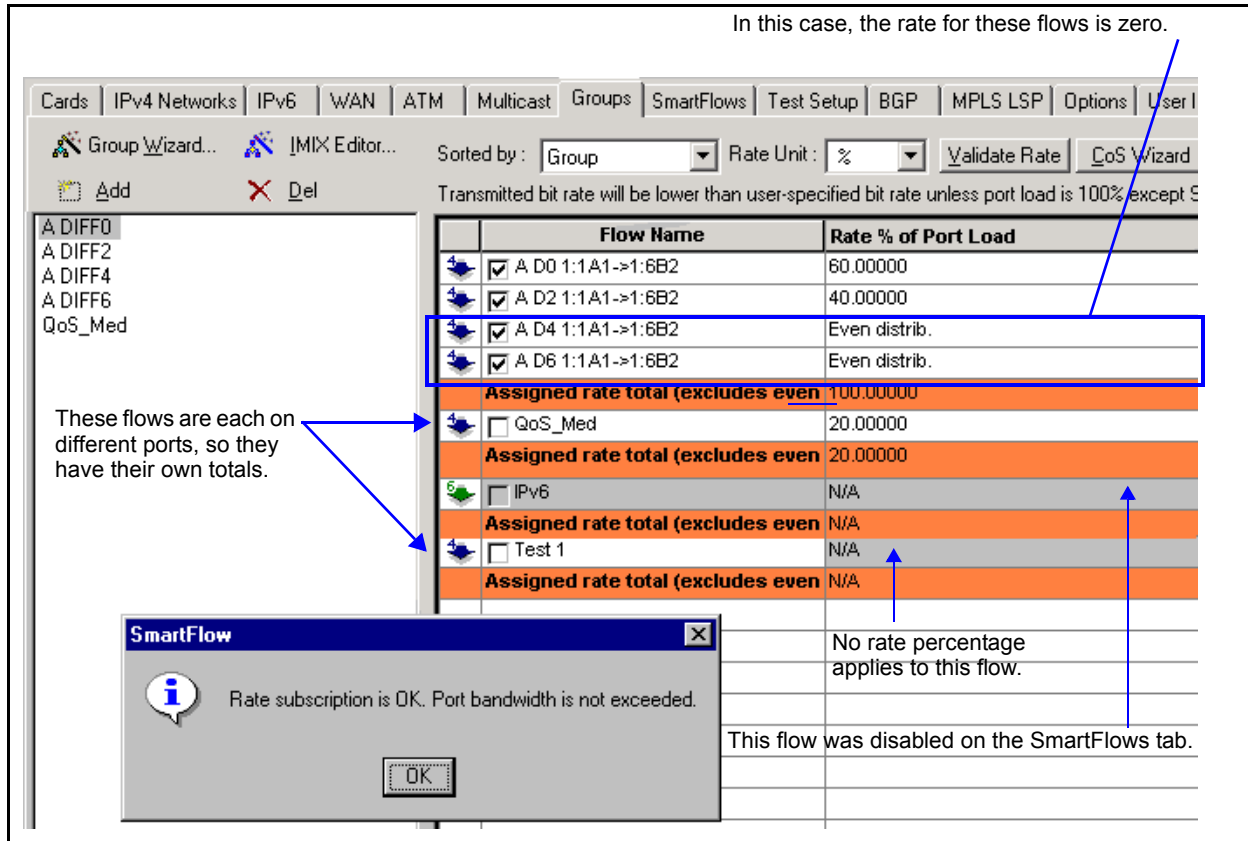 In this case, the rate for these flows is zero.
Cards IPv4 Networks IPv6 WAN ATM Multicast Groups SmartFlows Test Setup BGP MPLS LSP Options User I
Group Wizard... IMIX Editor... Sorted by : Group Rate Unit : % Validate Rate CoS Wizard
Add Del Transmitted bit rate will be lower than user-specified bit rate unless port load is 100% except S
A DIFF0
A DIFF2
A DIFF4
A DIFF6
QoS_Med
Flow Name Rate % of Port Load
4 A D0 1:1A1->1:6B2 60.00000
4 A D2 1:1A1->1:6B2 40.00000
4 A D4 1:1A1->1:6B2 Even distrib.
4 A D6 1:1A1->1:6B2 Even distrib.
Assigned rate total (excludes even 100.00000
4 QoS_Med 20.00000
Assigned rate total (excludes even 20.00000
6 IPv6 N/A
Assigned rate total (excludes even N/A
4 Test 1 N/A
Assigned rate total (excludes even N/A
These flows are each on
different ports, so they
have their own totals.
No rate percentage
applies to this flow.
This flow was disabled on the SmartFlows tab.
SmartFlow
Rate subscription is OK. Port bandwidth is not exceeded.
OK